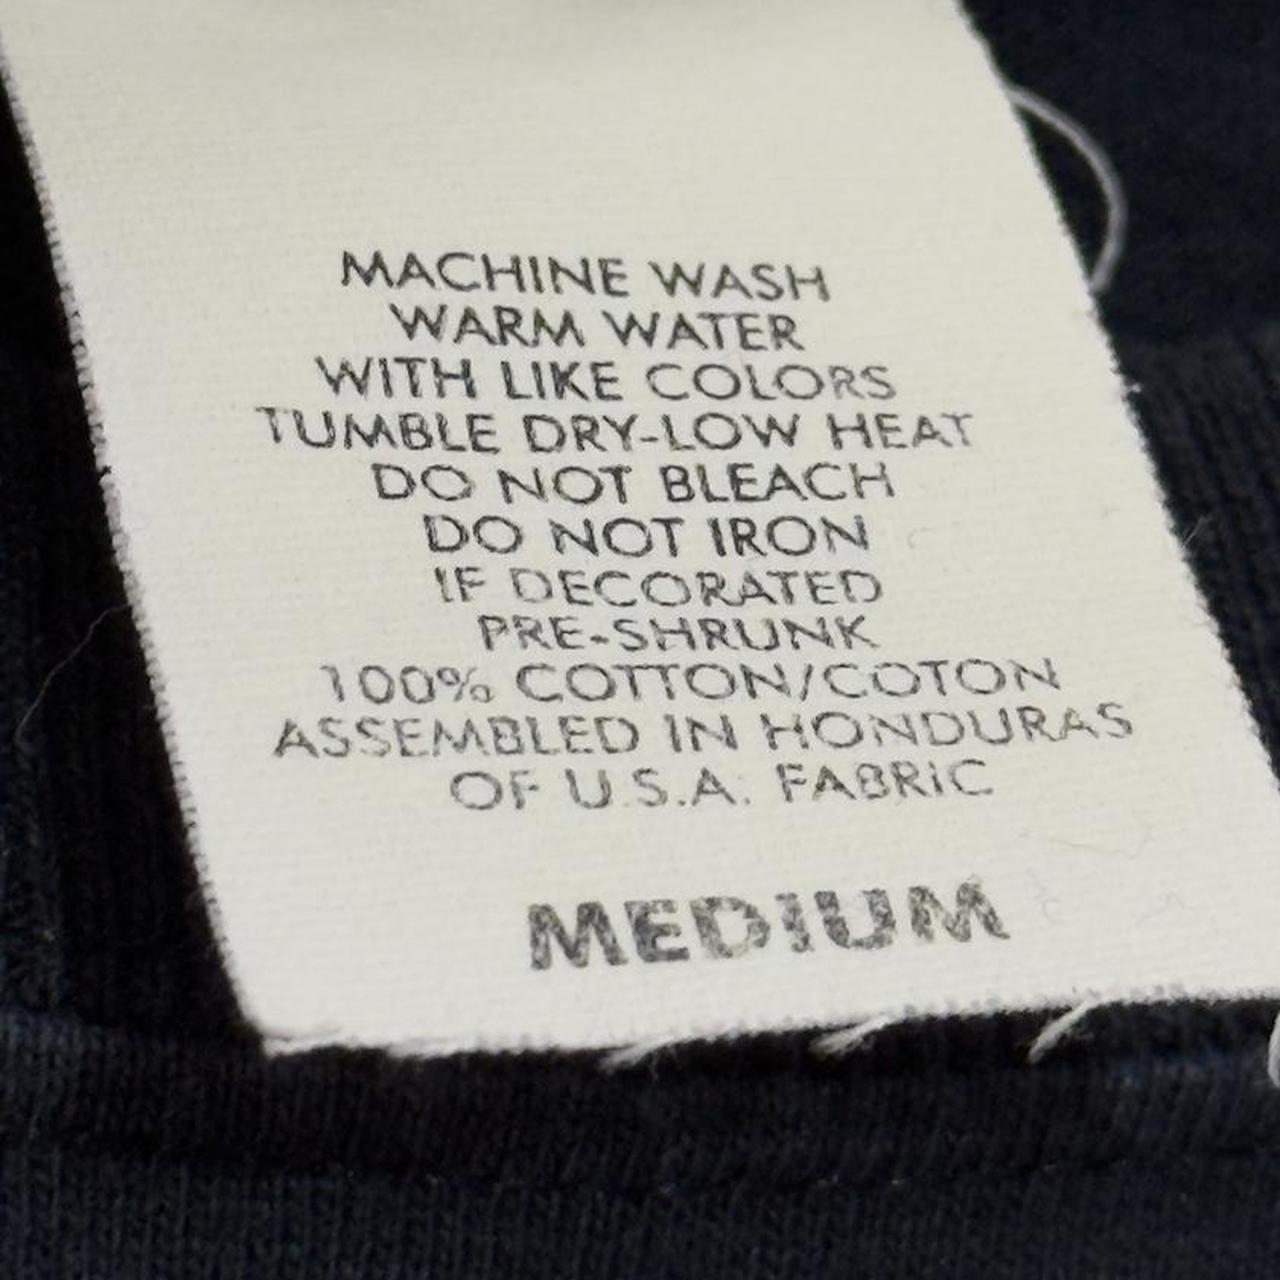 MACHINE WASH
WARM WATER
WITH LIKE COLORS
TUMBLE DRY-LOW HEAT
DO NOT BLEACH
DO NOT IRON
IF DECORATED
PRE-SHRUNK
100% COTTON/COTON
ASSEMBLED IN HONDURAS
OF U.S.A. FABRIC
MEDIUM